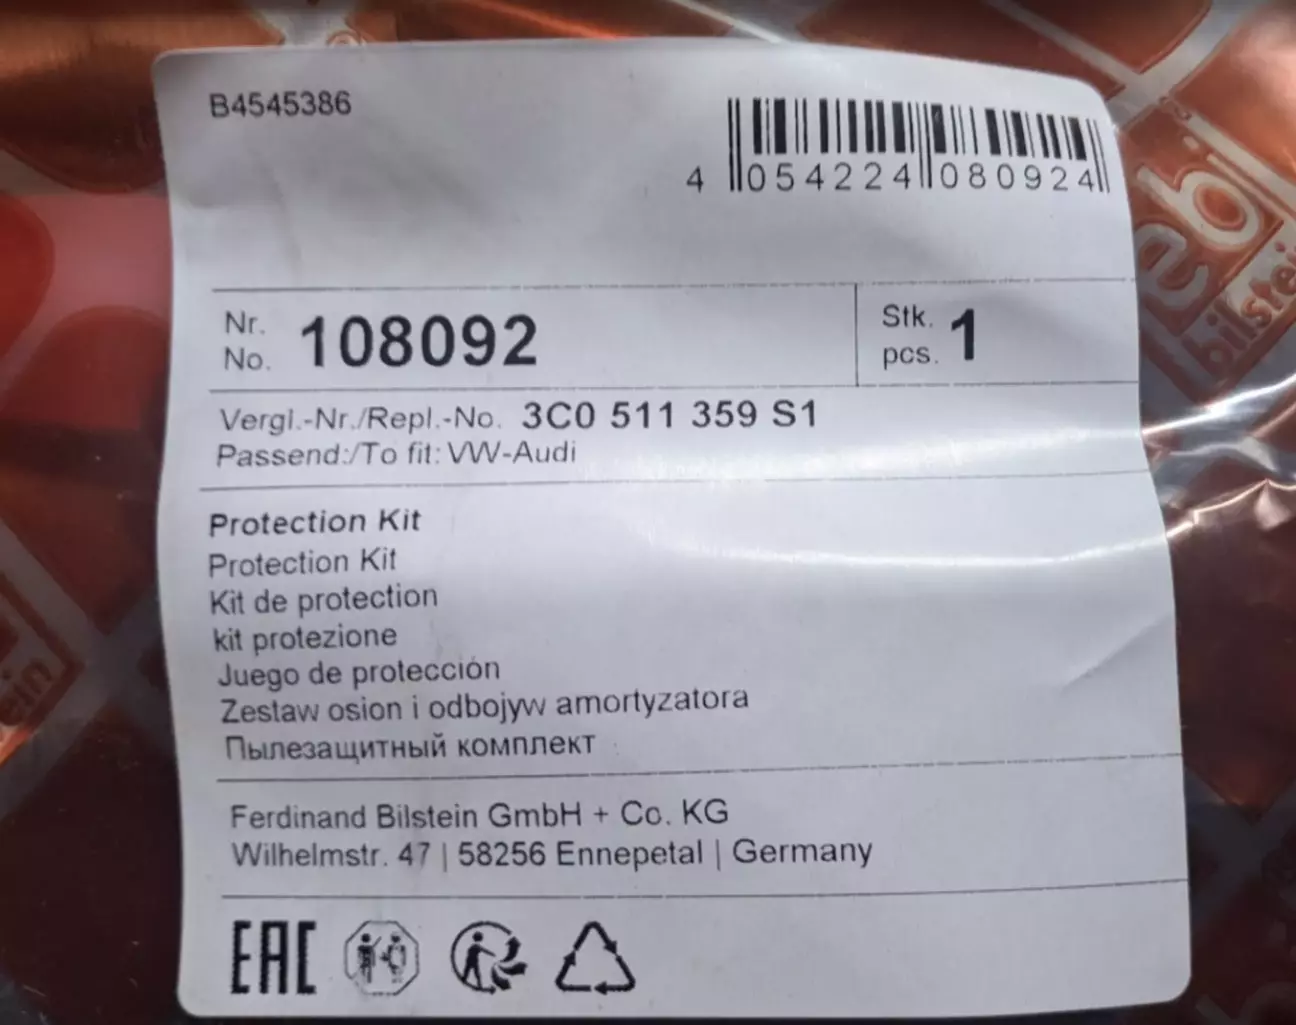 B4545386
4 054224 080924
Nr.
No. 108092
Stk.
pcs. 1
Vergl.-Nr./Repl.-No. 3C0 511 359 S1
Passend:/To fit: VW-Audi
Protection Kit
Protection Kit
Kit de protection
kit protezione
Juego de protección
Zestaw osion i odbojyw amortyzatora
Пылезащитный комплект
Ferdinand Bilstein GmbH + Co. KG
Wilhelmstr. 47 | 58256 Ennepetal | Germany
EAC
feb
bilstein